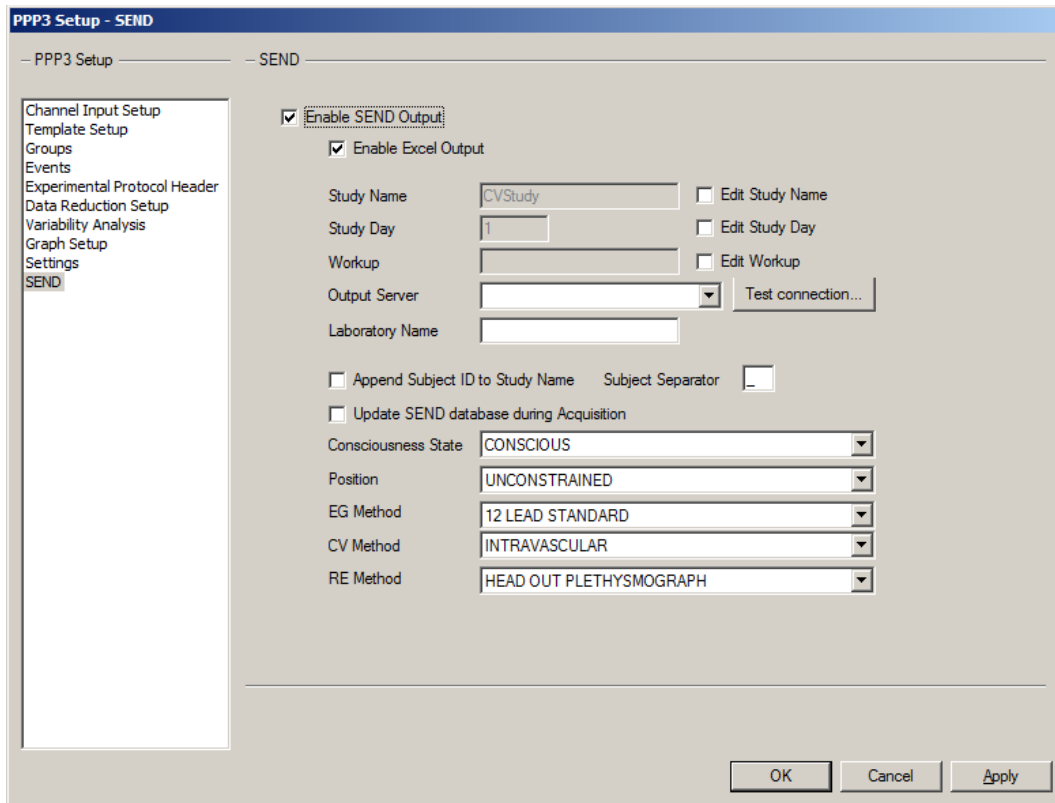 PPP3 Setup - SEND
PPP3 Setup
SEND
Channel Input Setup
Template Setup
Groups
Events
Experimental Protocol Header
Data Reduction Setup
Variability Analysis
Graph Setup
Settings
SEND
Enable SEND Output
Enable Excel Output
Study Name CVStudy Edit Study Name
Study Day 1 Edit Study Day
Workup Edit Workup
Output Server Test connection...
Laboratory Name
Append Subject ID to Study Name Subject Separator _
Update SEND database during Acquisition
Consciousness State CONSCIOUS
Position UNCONSTRAINED
EG Method 12 LEAD STANDARD
CV Method INTRAVASCULAR
RE Method HEAD OUT PLETHYSMOGRAPH
OK Cancel Apply